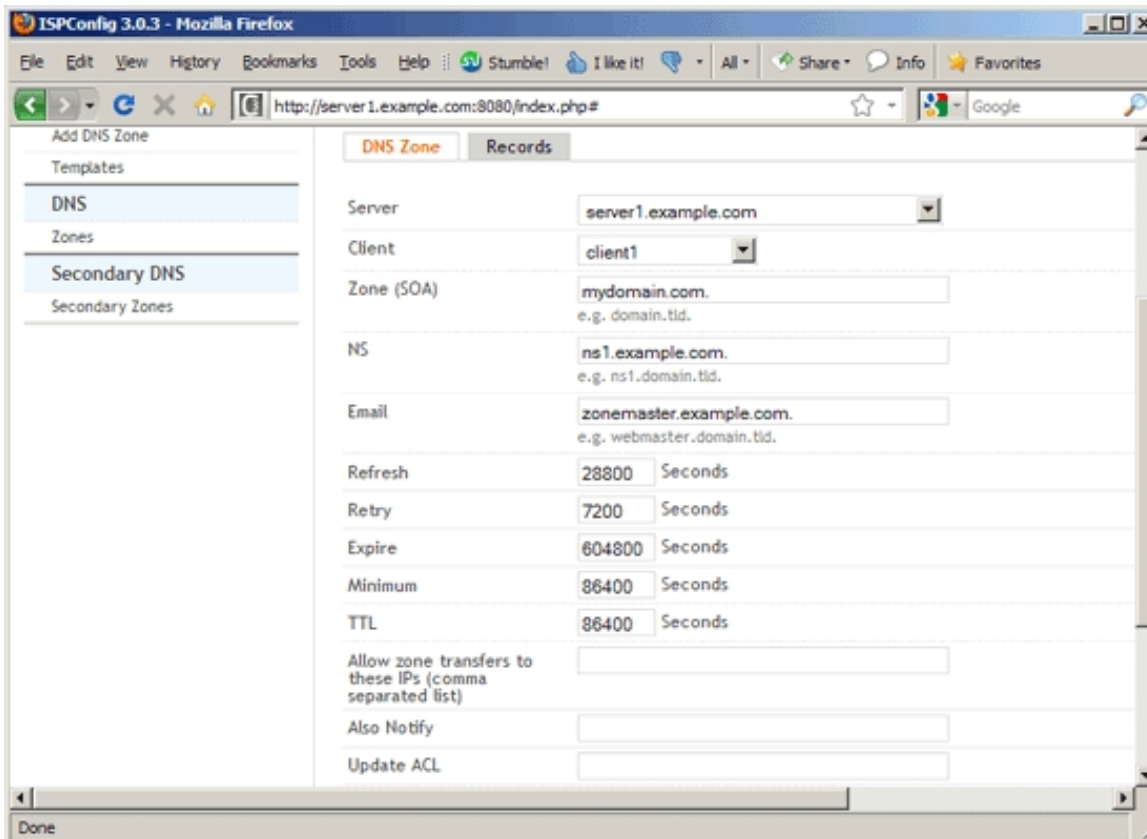 ISPConfig 3.0.3 - Mozilla Firefox
File Edit View History Bookmarks Tools Help Stumble! I like it! All Share Info Favorites
http://server1.example.com:8080/index.php# Google
Add DNS Zone
Templates
DNS
Zones
Secondary DNS
Secondary Zones
DNS Zone Records
Server server1.example.com
Client client1
Zone (SOA) mydomain.com.
e.g. domain.tld.
NS ns1.example.com.
e.g. ns1.domain.tld.
Email zonemaster.example.com.
e.g. webmaster.domain.tld.
Refresh 28800 Seconds
Retry 7200 Seconds
Expire 604800 Seconds
Minimum 86400 Seconds
TTL 86400 Seconds
Allow zone transfers to
these IPs (comma
separated list)
Also Notify
Update ACL
Done